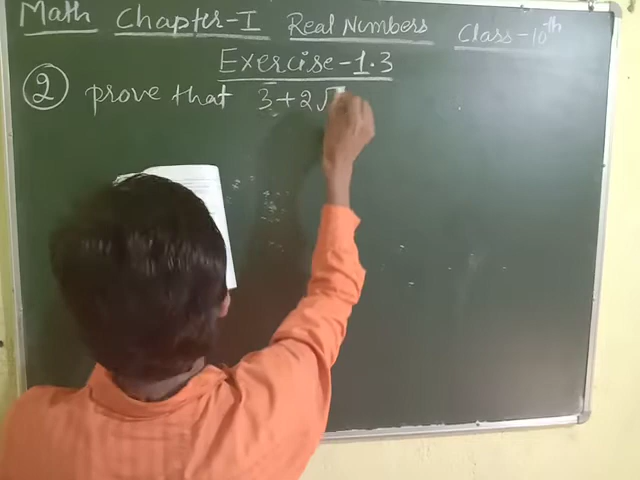 Math Chapter-I Real Numbers Class-10th
Exercise-1.3
② prove that 3+2√